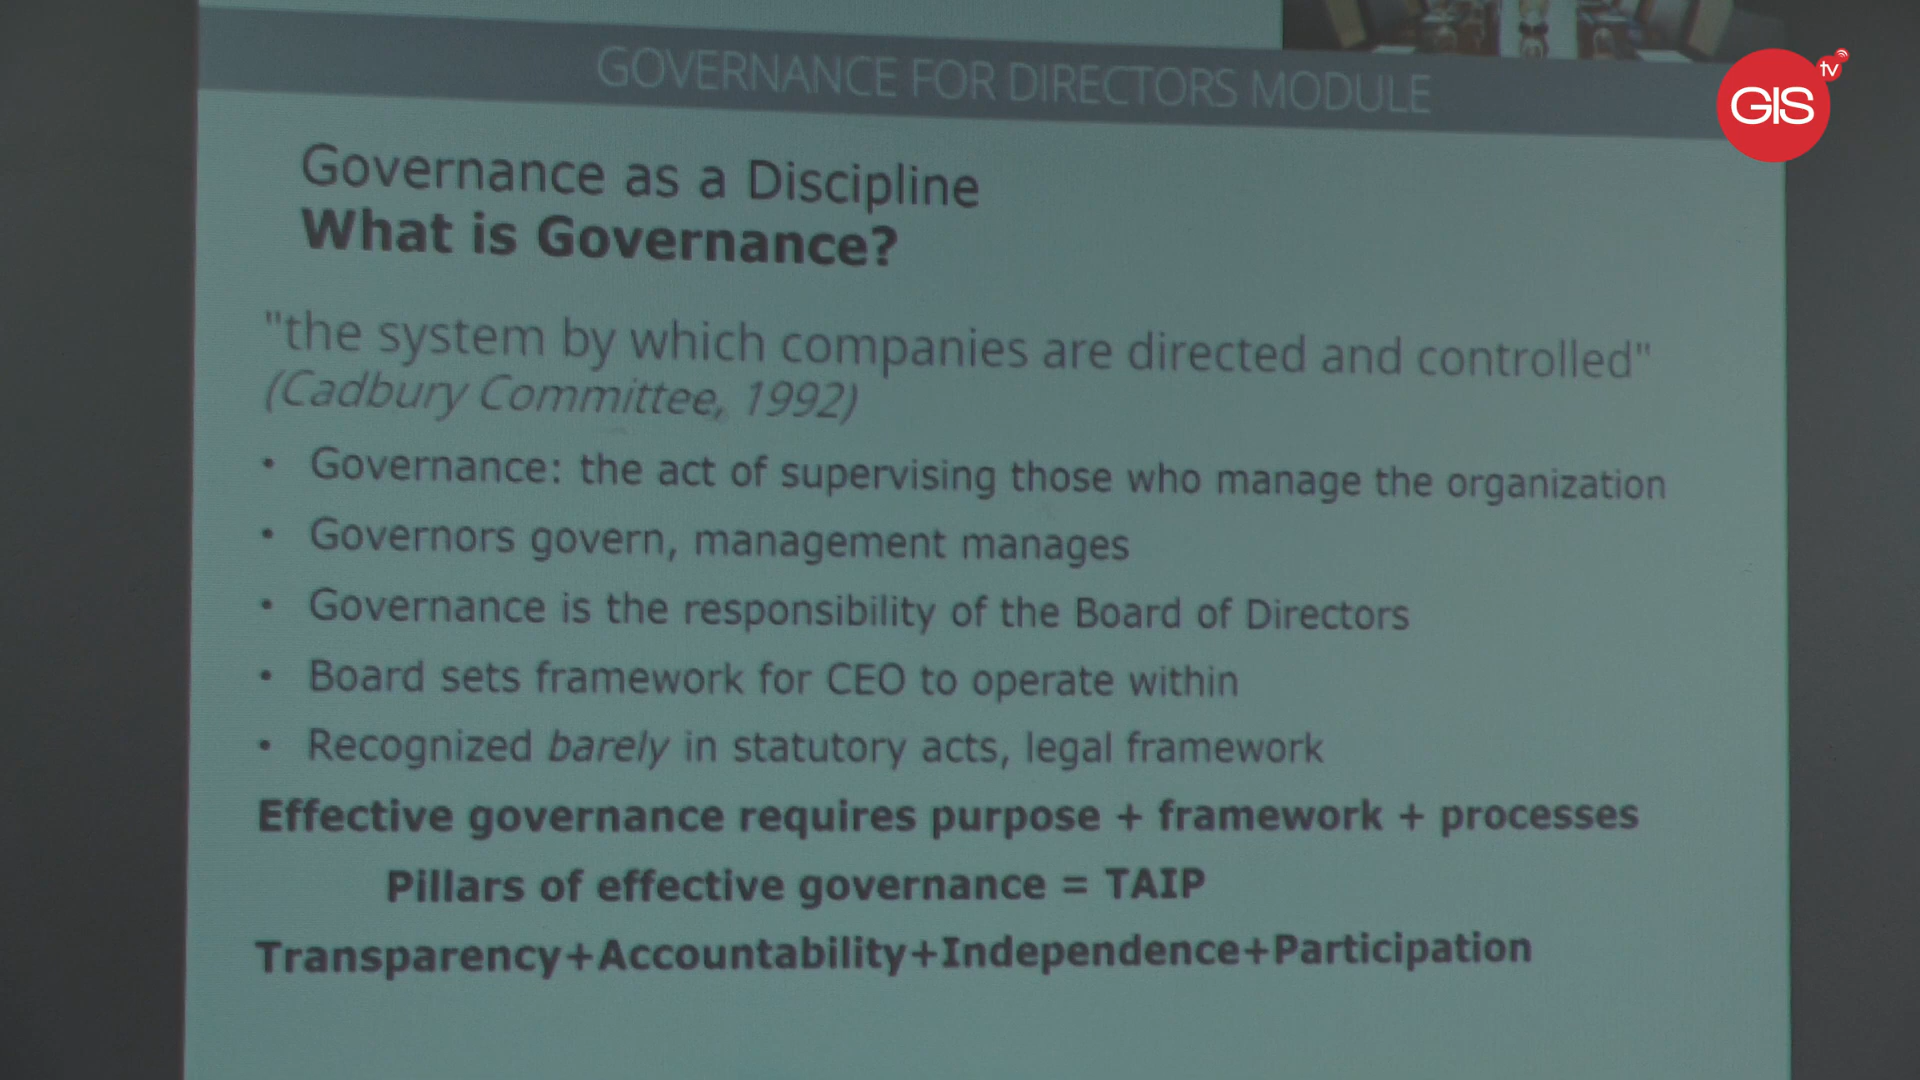 GOVERNANCE FOR DIRECTORS MODULE
GIS tv
Governance as a Discipline
What is Governance?
"the system by which companies are directed and controlled"
(Cadbury Committee, 1992)
• Governance: the act of supervising those who manage the organization
• Governors govern, management manages
• Governance is the responsibility of the Board of Directors
• Board sets framework for CEO to operate within
• Recognized barely in statutory acts, legal framework
Effective governance requires purpose + framework + processes
Pillars of effective governance = TAIP
Transparency+Accountability+Independence+Participation